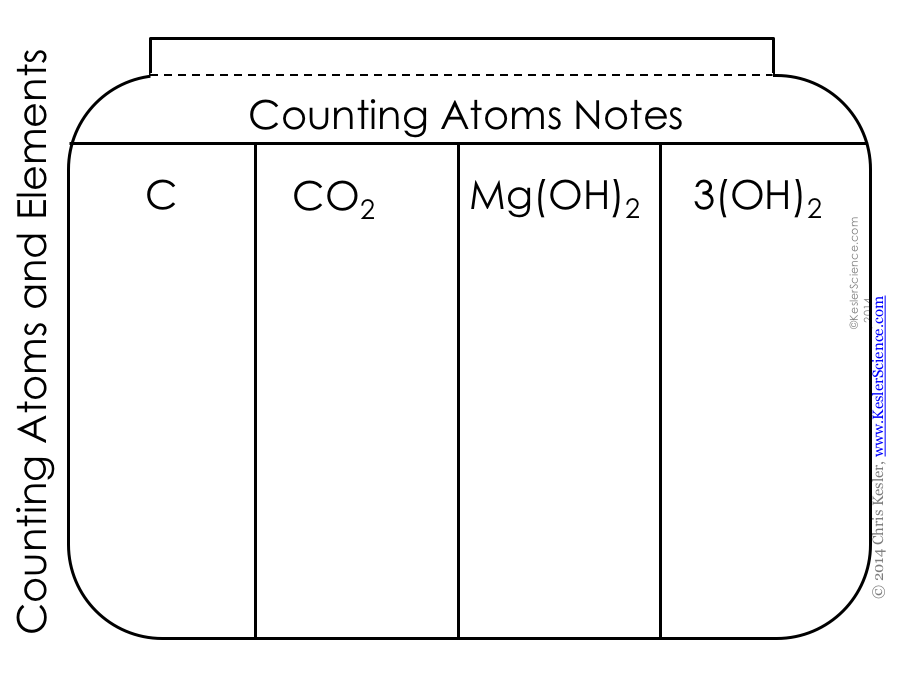 Counting Atoms and Elements
Counting Atoms Notes
C
CO₂
Mg(OH)₂
3(OH)₂
©KeslerScience.com
2014
© 2014 Chris Kesler, www.KeslerScience.com